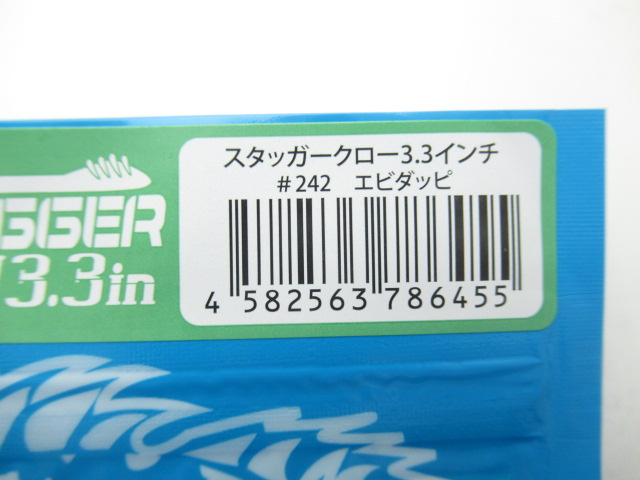 スタッガークロー3.3インチ
#242 エビダッピ
4 582563 786455
GGER
3.3in